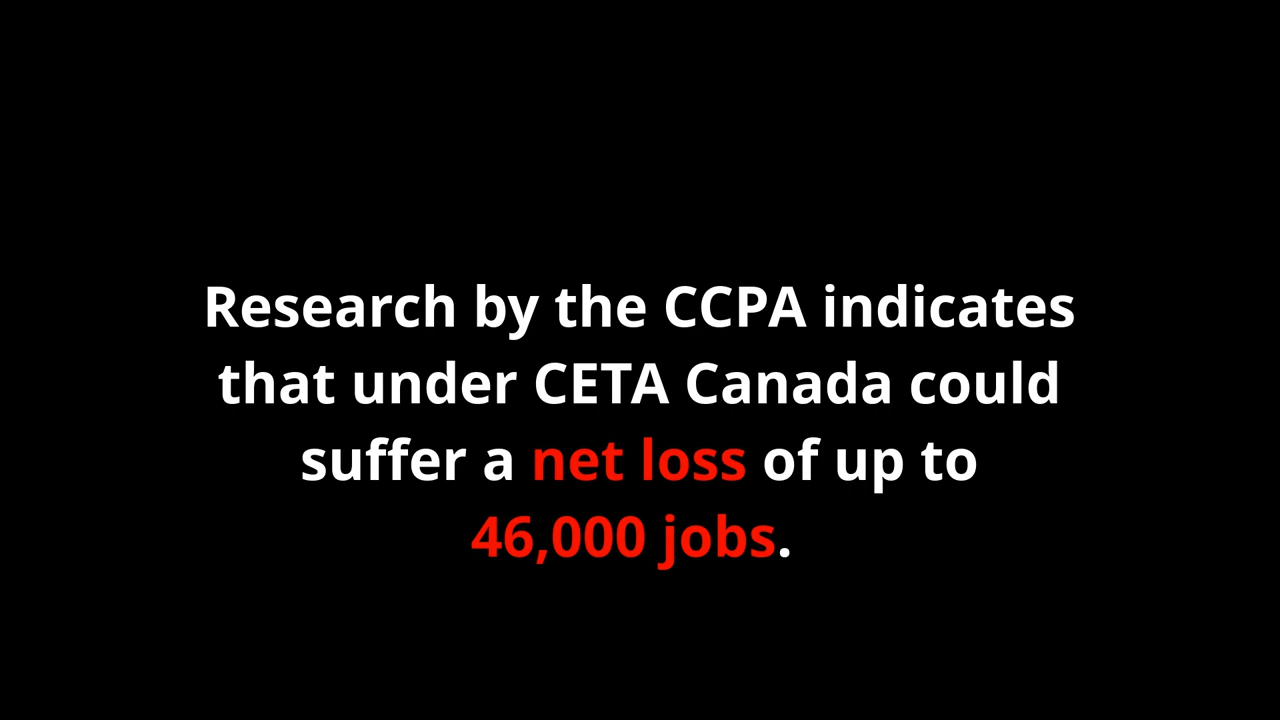 Research by the CCPA indicates
that under CETA Canada could
suffer a net loss of up to
46,000 jobs.